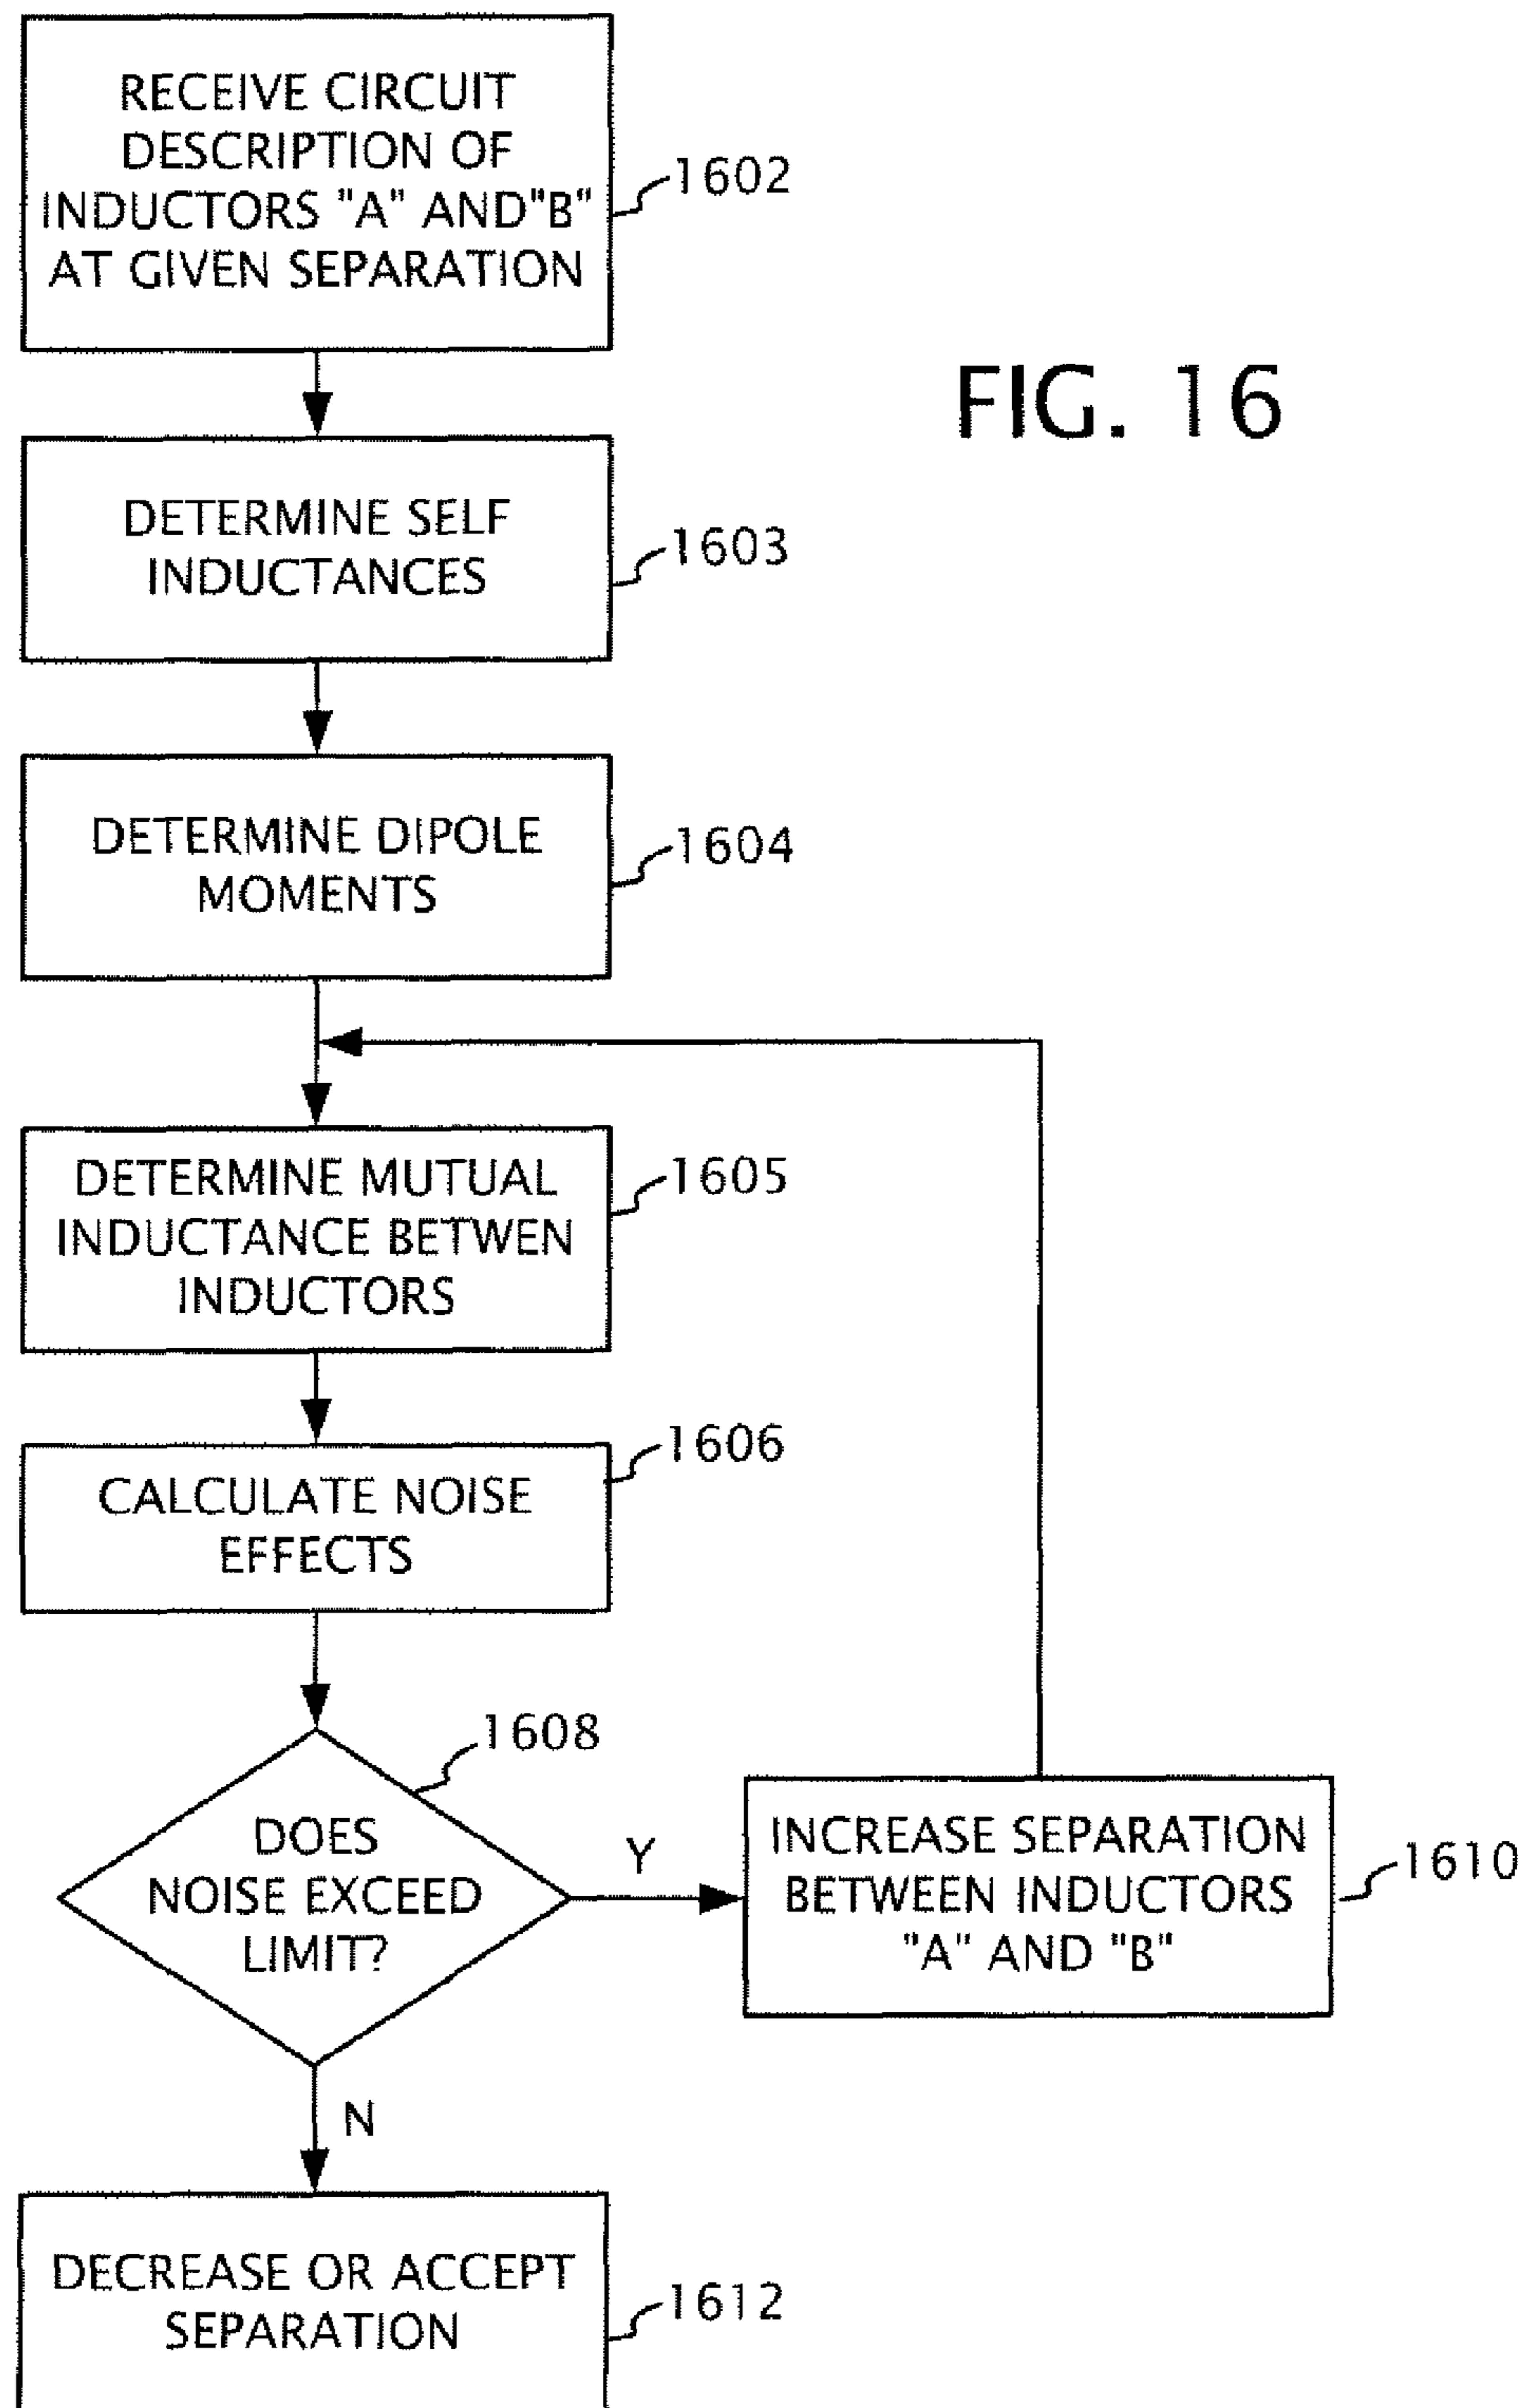 RECEIVE CIRCUIT
DESCRIPTION OF
INDUCTORS "A" AND"B"
AT GIVEN SEPARATION
1602
FIG. 16
DETERMINE SELF
INDUCTANCES
1603
DETERMINE DIPOLE
MOMENTS
1604
DETERMINE MUTUAL
INDUCTANCE BETWEN
INDUCTORS
1605
CALCULATE NOISE
EFFECTS
1606
1608
DOES
NOISE EXCEED
LIMIT?
Y
INCREASE SEPARATION
BETWEEN INDUCTORS
"A" AND "B"
1610
N
DECREASE OR ACCEPT
SEPARATION
1612